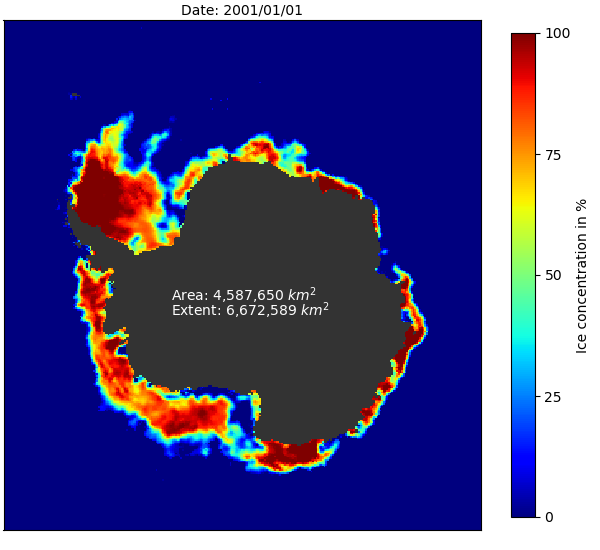 Date: 2001/01/01
100
75
50
25
0
Ice concentration in %
Area: 4,587,650 km²
Extent: 6,672,589 km²